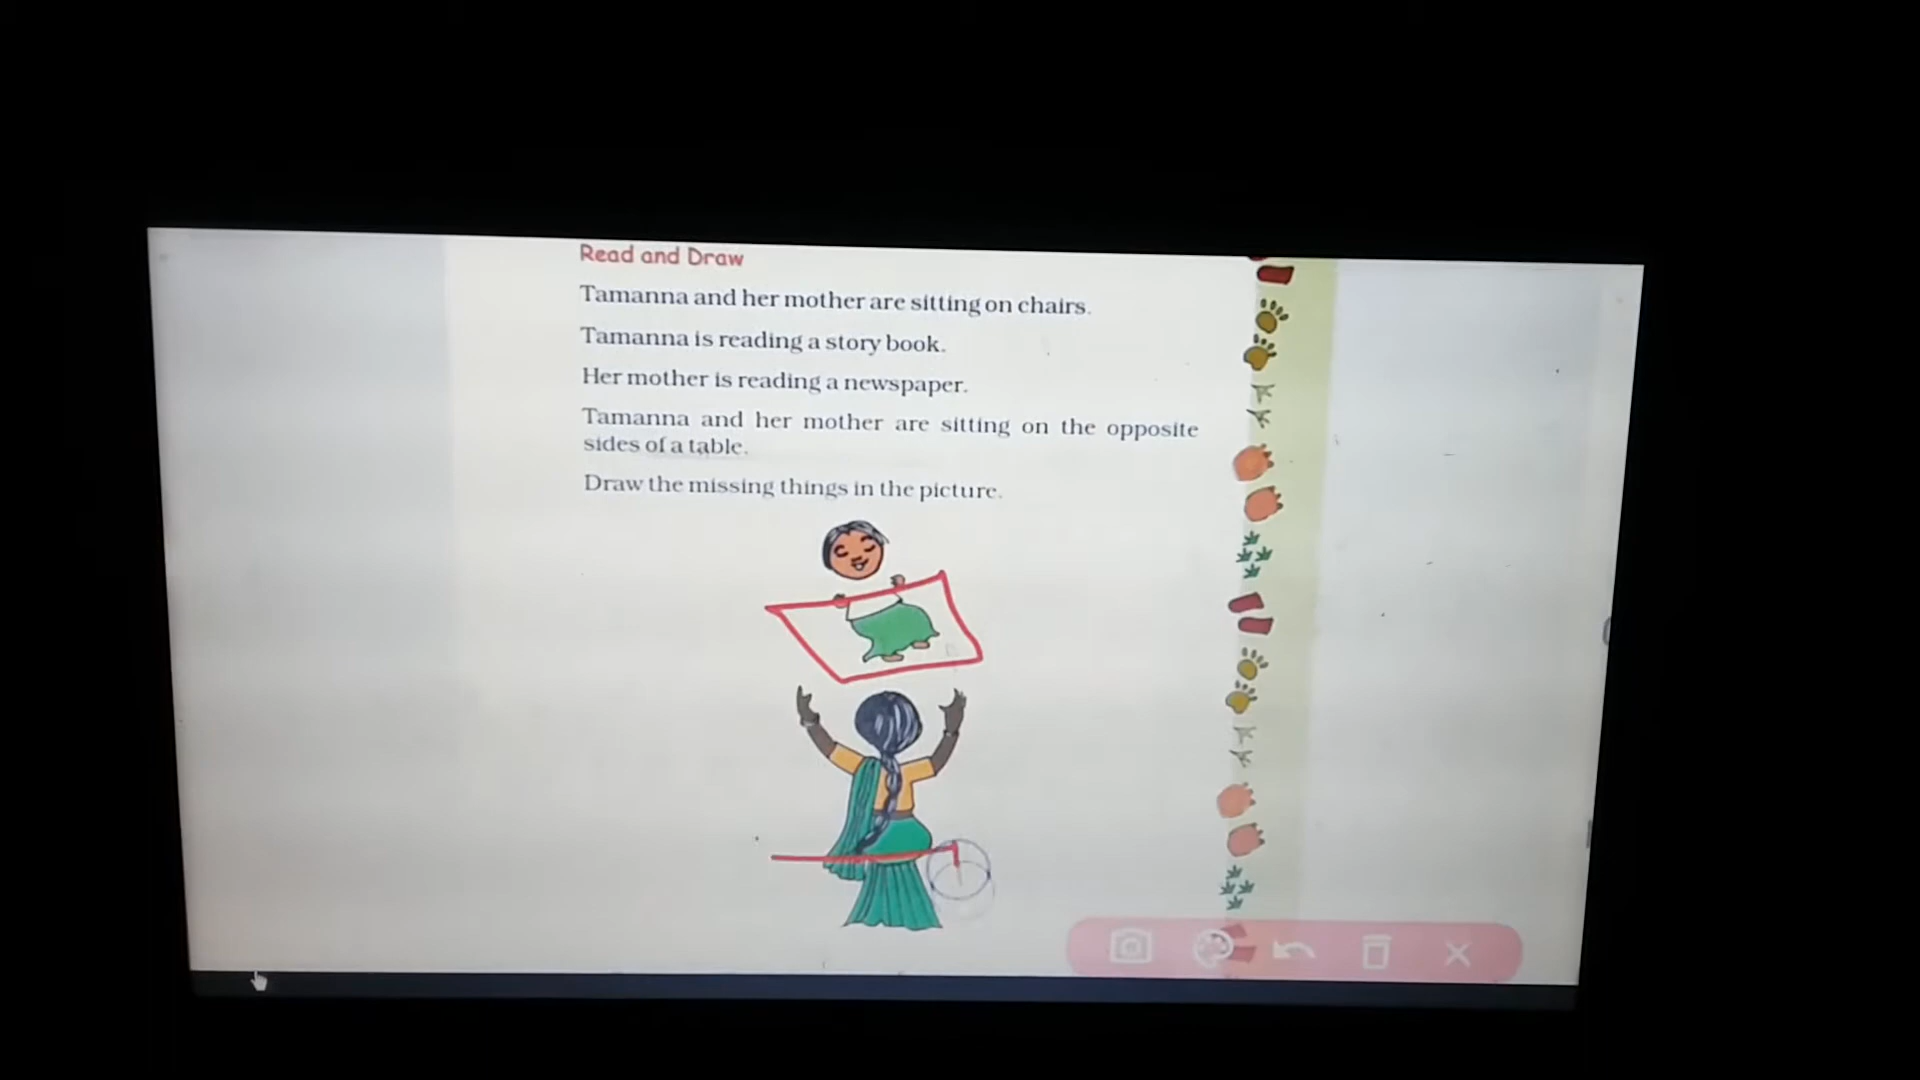 Read and Draw
Tamanna and her mother are sitting on chairs.
Tamanna is reading a story book.
Her mother is reading a newspaper.
Tamanna and her mother are sitting on the opposite
sides of a table.
Draw the missing things in the picture.